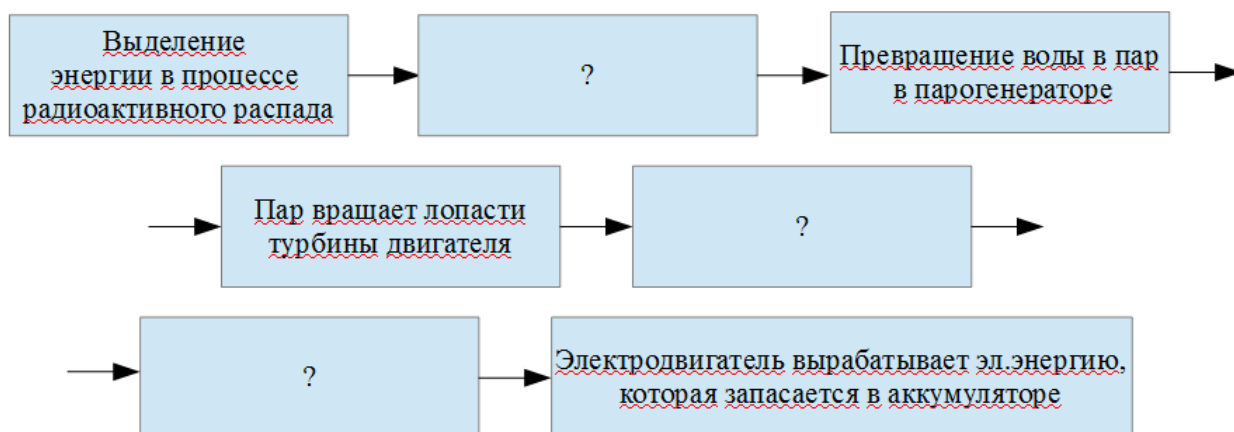 Выделение
энергии в процессе
радиоактивного распада
?
Превращение воды в пар
в парогенераторе
Пар вращает лопасти
турбины двигателя
?
?
Электродвигатель вырабатывает эл.энергию,
которая запасается в аккумуляторе